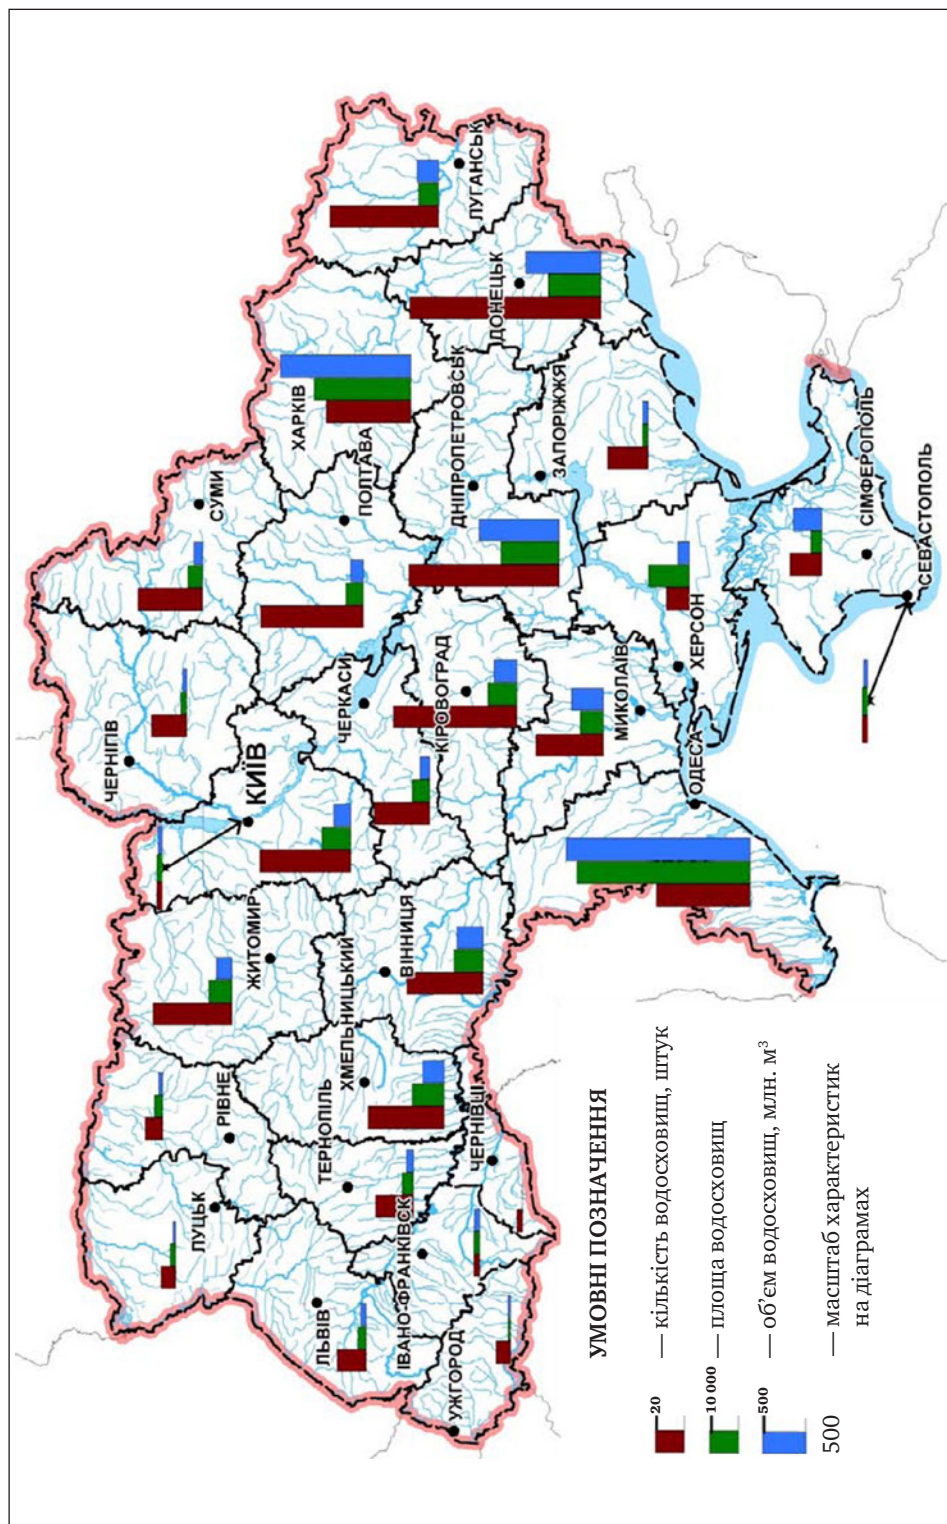 ЧЕРНІГІВ
ЛУЦЬК
СУМИ
РІВНЕ
ЖИТОМИР
КИЇВ
ХАРКІВ
ЛЬВІВ
ТЕРНОПІЛЬ
ХМЕЛЬНИЦЬКИЙ
ЧЕРКАСИ
ПОЛТАВА
ІВАНО-ФРАНКІВСК
ВІННИЦЯ
КІРОВОГРАД
УЖГОРОД
ДНІПРОПЕТРОВСЬК
ЧЕРНІВЦІ
ЛУГАНСЬК
ДОНЕЦЬК
ЗАПОРІЖЖЯ
МИКОЛАЇВ
ОДЕСА
ХЕРСОН
СІМФЕРОПОЛЬ
СЕВАСТОПОЛЬ
УМОВНІ ПОЗНАЧЕННЯ
20 — кількість водосховищ, штук
10 000 — площа водосховищ
500 — об'єм водосховищ, млн. м³
500 — масштаб характеристик
на діаграмах